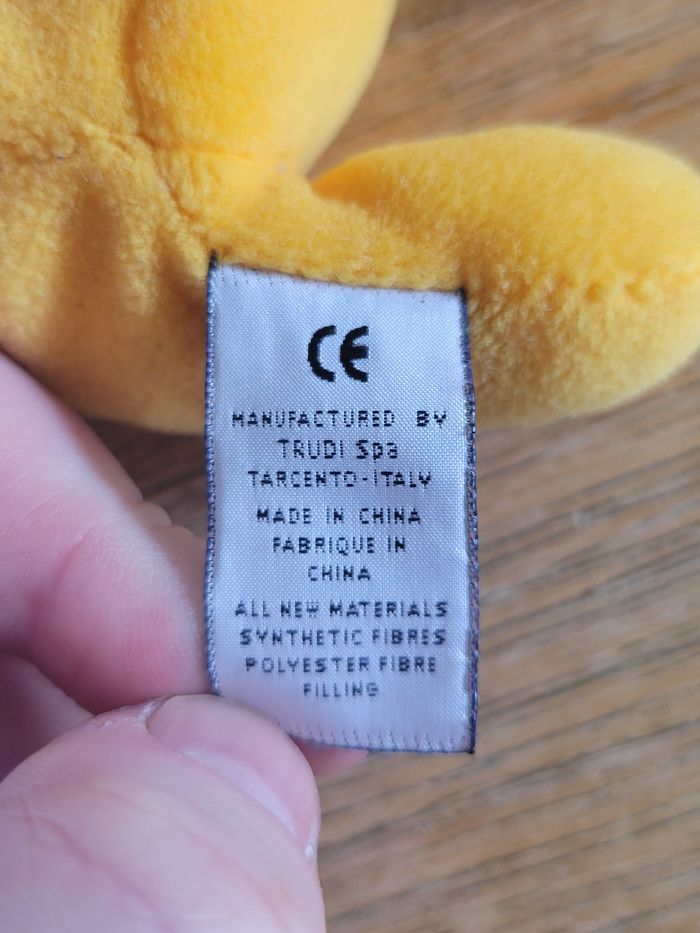 CE
MANUFACTURED BY
TRUDI SpA
TARCENTO-ITALY
MADE IN CHINA
FABRIQUE IN
CHINA
ALL NEW MATERIALS
SYNTHETIC FIBRES
POLYESTER FIBRE
FILLING